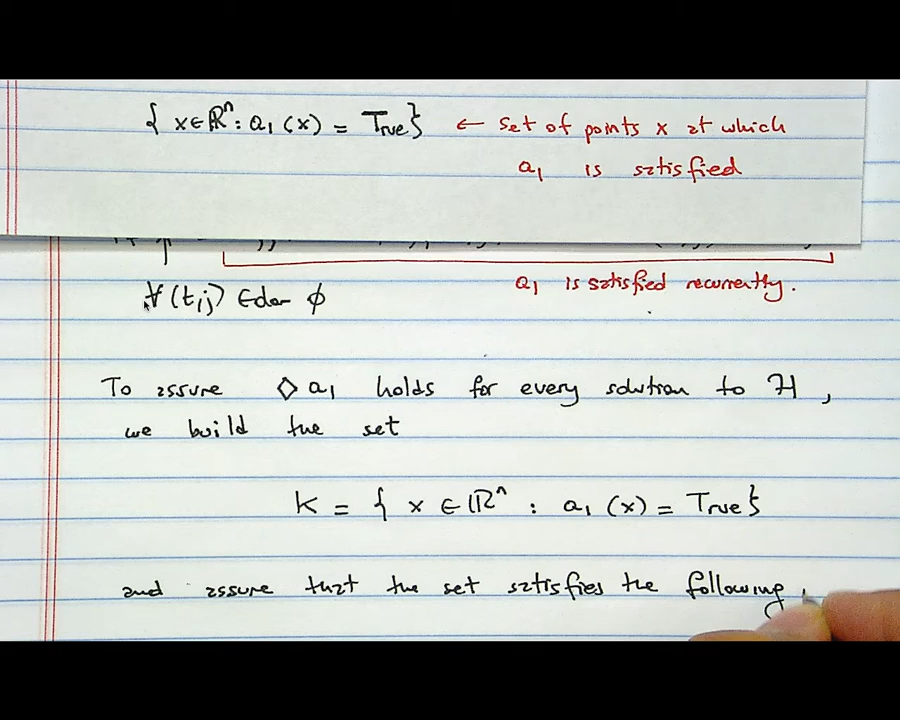 { x ∈ ℝⁿ : a₁ (x) = True } ← set of points x at which
a₁ is satisfied
∀ (t,j) ∈ dom ϕ
a₁ is satisfied recurrently.
To assure ◇ a₁ holds for every solution to H,
we build the set
K = { x ∈ ℝⁿ : a₁ (x) = True }
and assure that the set satisfies the following